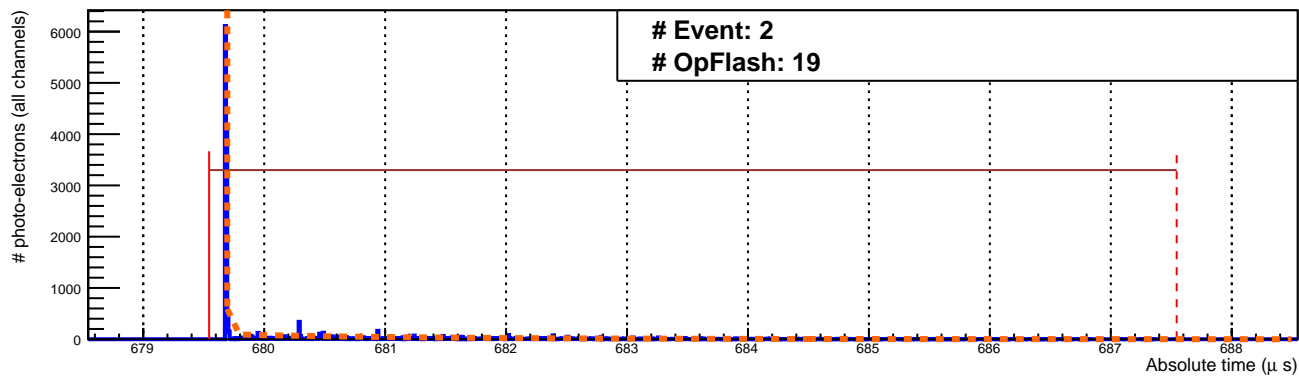 # Event: 2
# OpFlash: 19
# photo-electrons (all channels)
6000
5000
4000
3000
2000
1000
0
679 680 681 682 683 684 685 686 687 688
Absolute time (μ s)